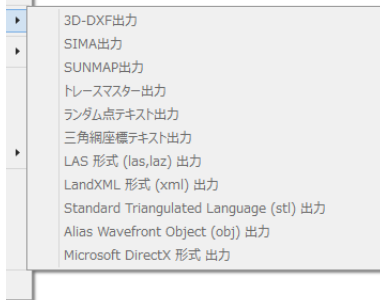 3D-DXF出力
SIMA出力
SUNMAP出力
トレースマスター出力
ランダム点テキスト出力
三角網座標テキスト出力
LAS 形式 (las,laz) 出力
LandXML 形式 (xml) 出力
Standard Triangulated Language (stl) 出力
Alias Wavefront Object (obj) 出力
Microsoft DirectX 形式 出力